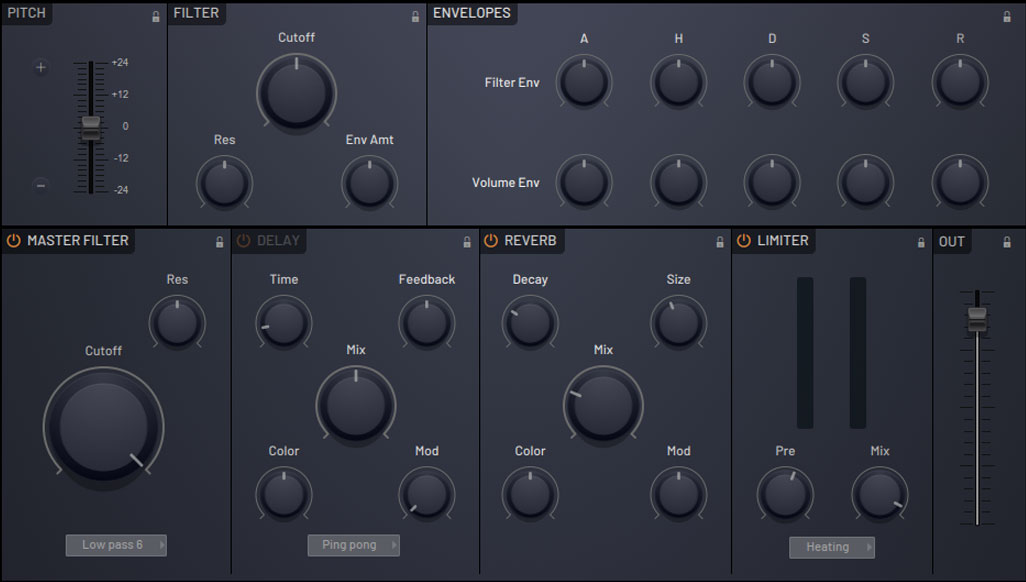 PITCH
FILTER
ENVELOPES
Cutoff
A H D S R
+24
Filter Env
+12
0
Res Env Amt
-12
-24
Volume Env
MASTER FILTER
DELAY
REVERB
LIMITER
OUT
Res
Time Feedback
Decay Size
Cutoff
Mix
Mix
Color Mod
Color Mod
Pre Mix
Low pass 6
Ping pong
Heating